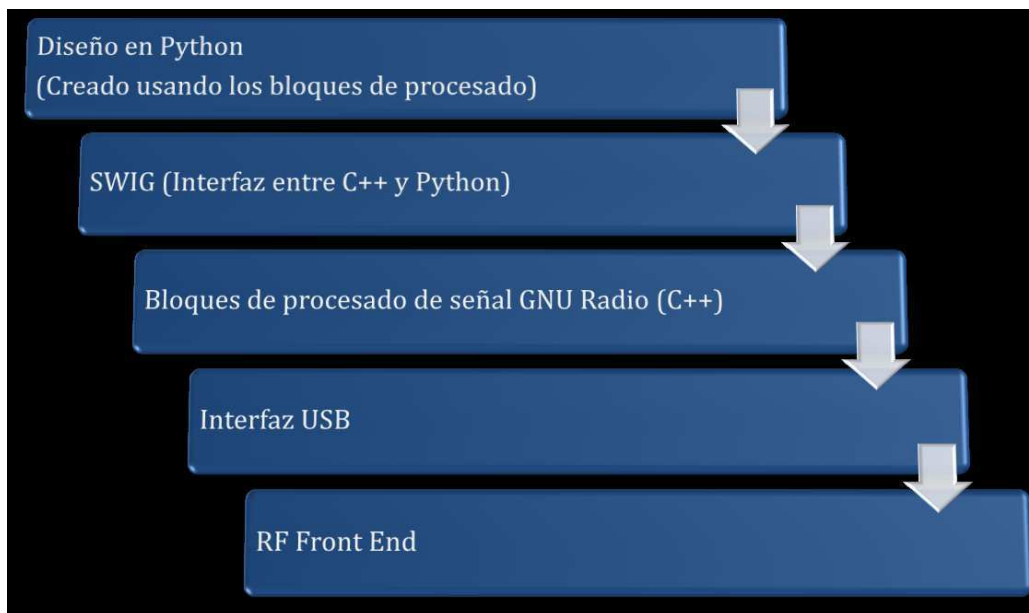 Diseño en Python
(Creado usando los bloques de procesado)
SWIG (Interfaz entre C++ y Python)
Bloques de procesado de señal GNU Radio (C++)
Interfaz USB
RF Front End